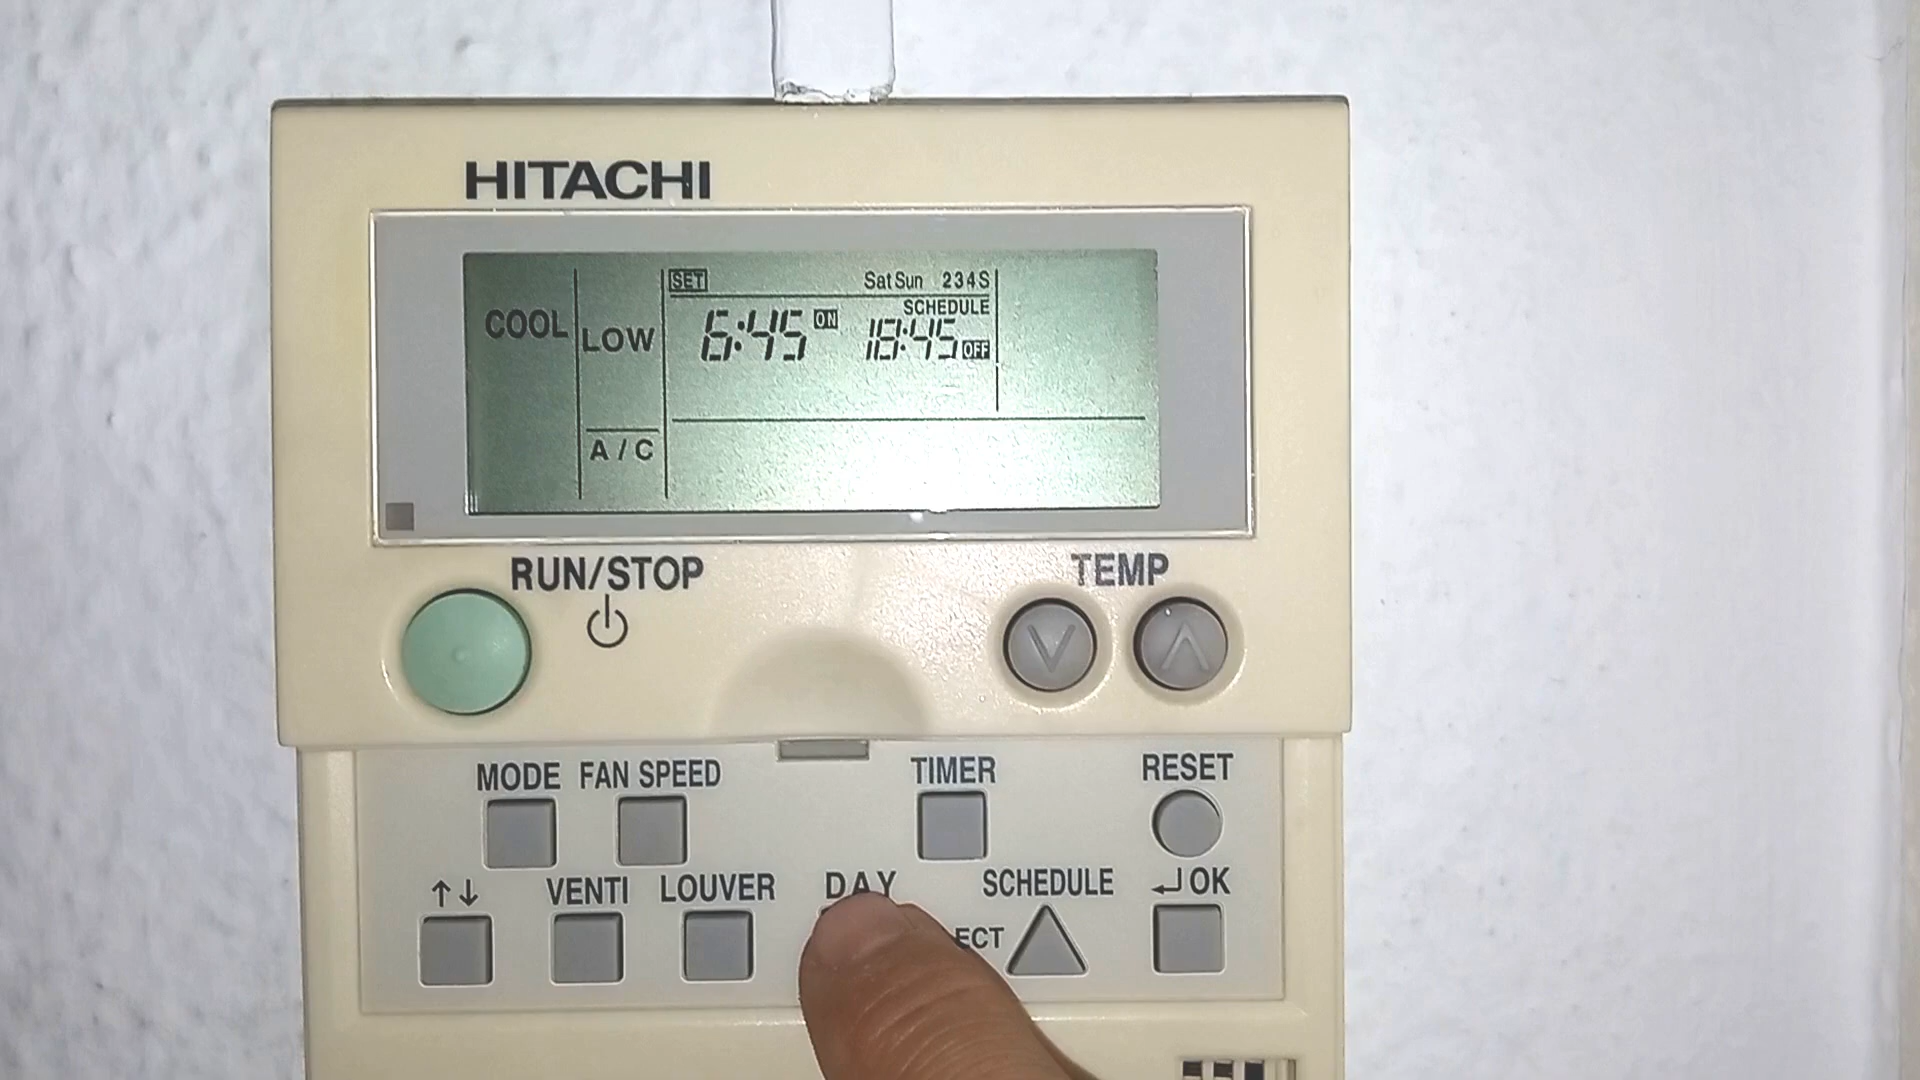 HITACHI
SET Sat Sun 234S
SCHEDULE
COOL LOW 6:45 ON 18:45 OFF
A/C
RUN/STOP TEMP
MODE FAN SPEED TIMER RESET
↑↓ VENTI LOUVER DAY SCHEDULE ↵OK